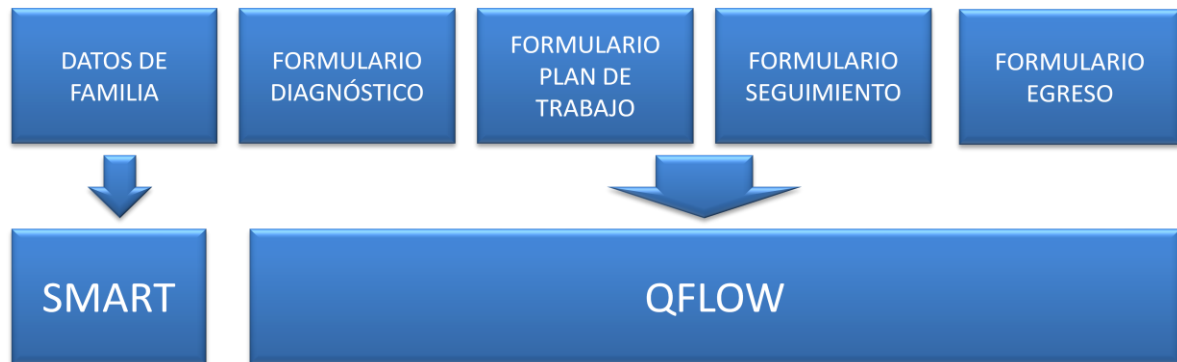 DATOS DE
FAMILIA
FORMULARIO
DIAGNÓSTICO
FORMULARIO
PLAN DE
TRABAJO
FORMULARIO
SEGUIMIENTO
FORMULARIO
EGRESO
SMART
QFLOW